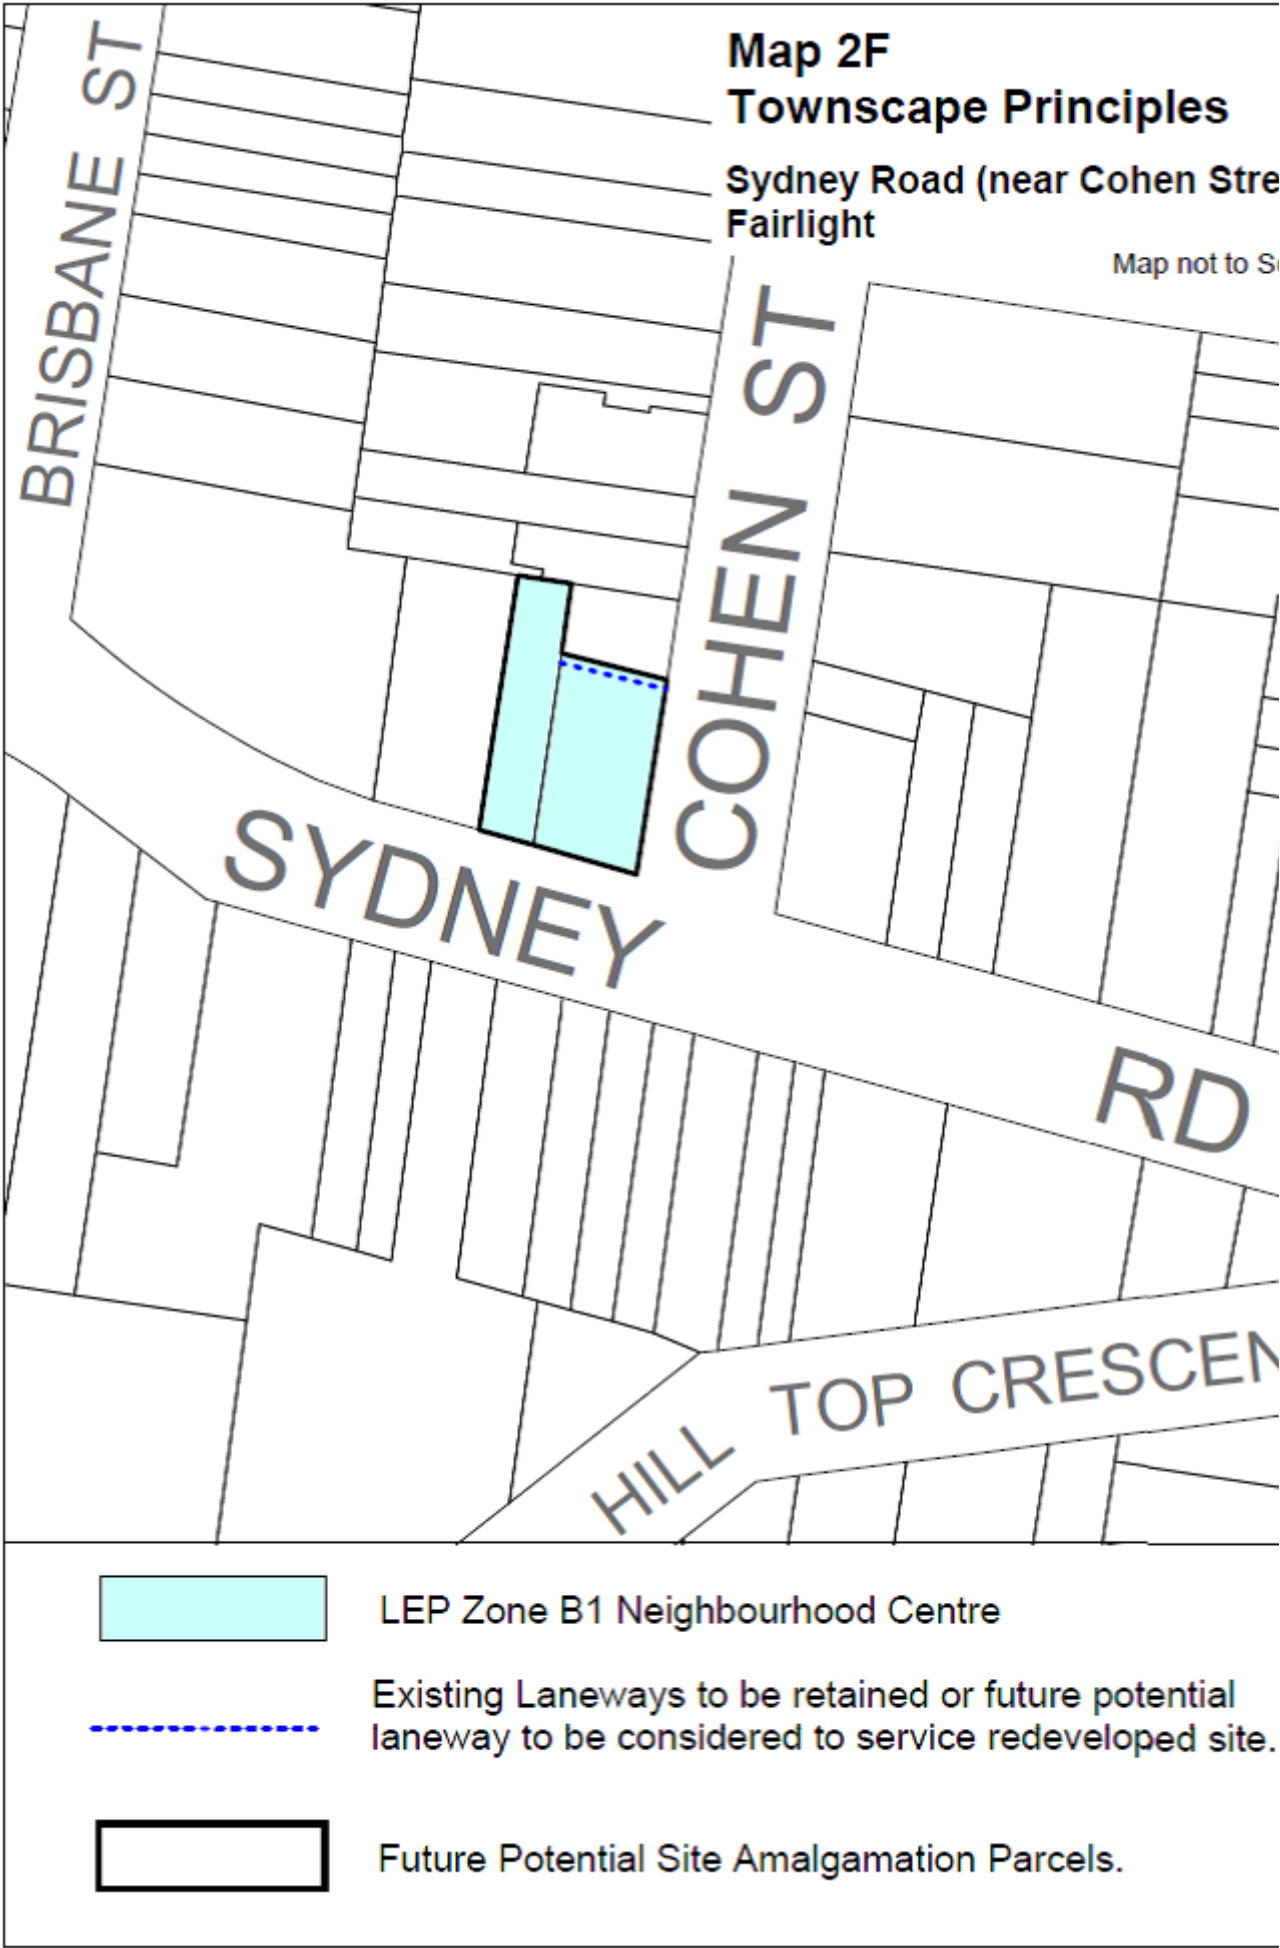 Map 2F
Townscape Principles
Sydney Road (near Cohen Stre
Fairlight
Map not to S
BRISBANE ST
COHEN ST
SYDNEY
RD
HILL TOP CRESCEN
LEP Zone B1 Neighbourhood Centre
Existing Laneways to be retained or future potential
laneway to be considered to service redeveloped site.
Future Potential Site Amalgamation Parcels.